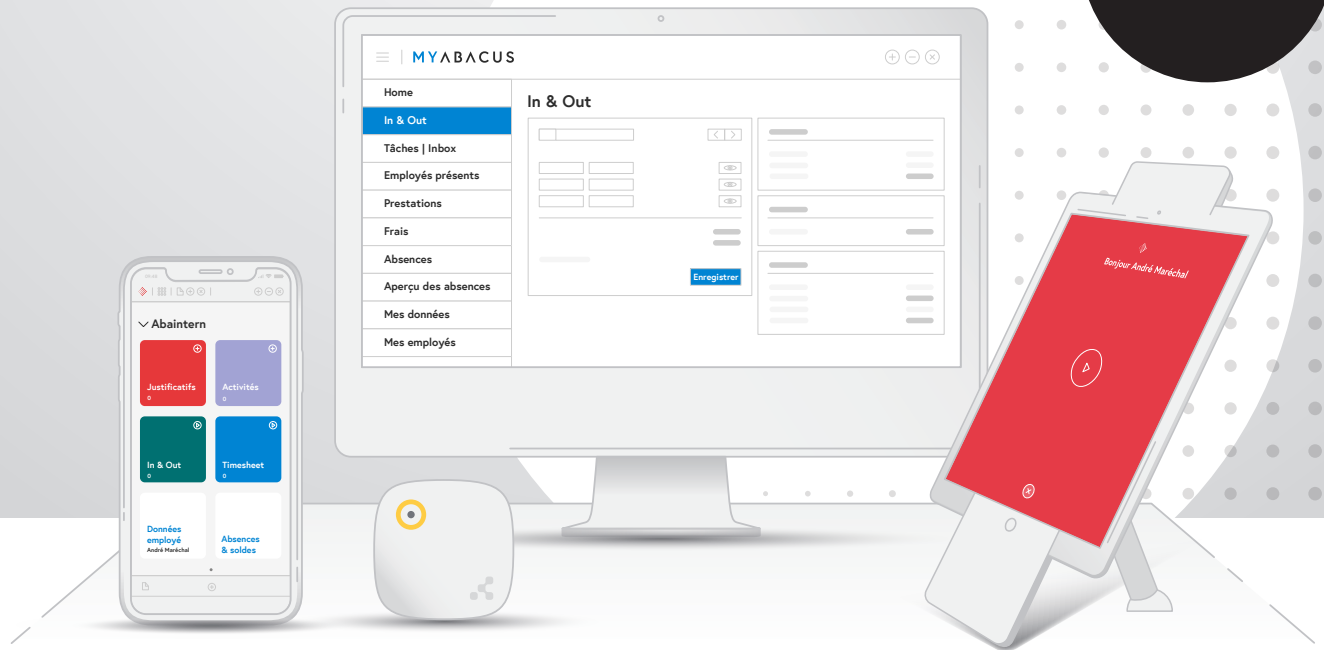 MYABACUS
Home
In & Out
Tâches | Inbox
Employés présents
Prestations
Frais
Absences
Aperçu des absences
Mes données
Mes employés
In & Out
Enregistrer
Abaintern
Justificatifs
0
Activités
0
In & Out
0
Timesheet
0
Données
employé
André Maréchal
Absences
& soldes
Bonjour André Maréchal